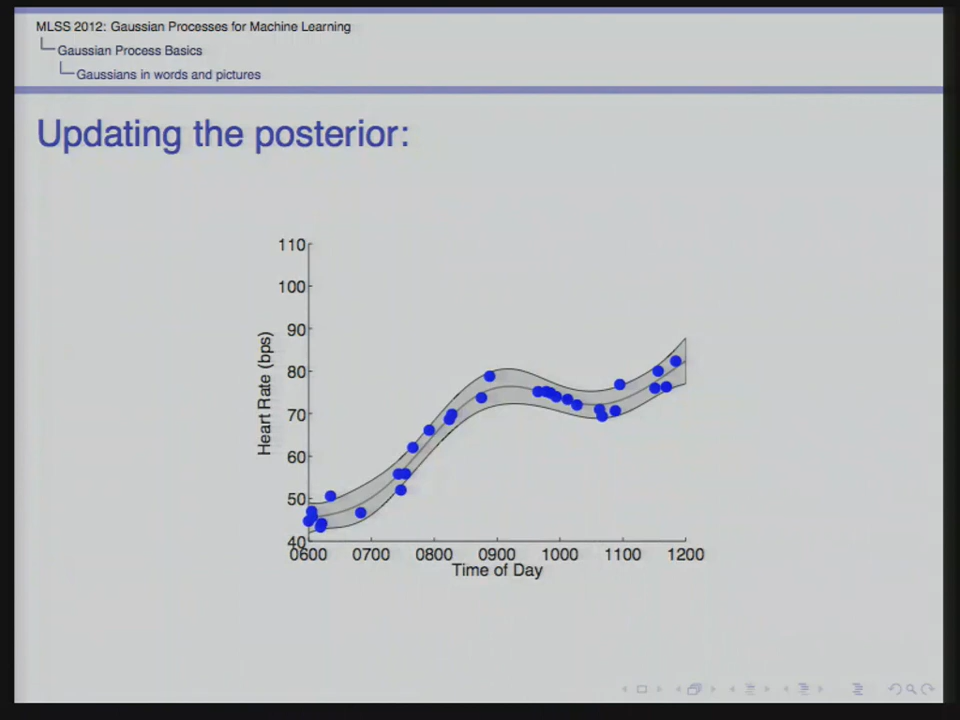 MLSS 2012: Gaussian Processes for Machine Learning
Gaussian Process Basics
Gaussians in words and pictures
Updating the posterior:
110
100
90
80
70
60
50
40
Heart Rate (bps)
0600 0700 0800 0900 1000 1100 1200
Time of Day